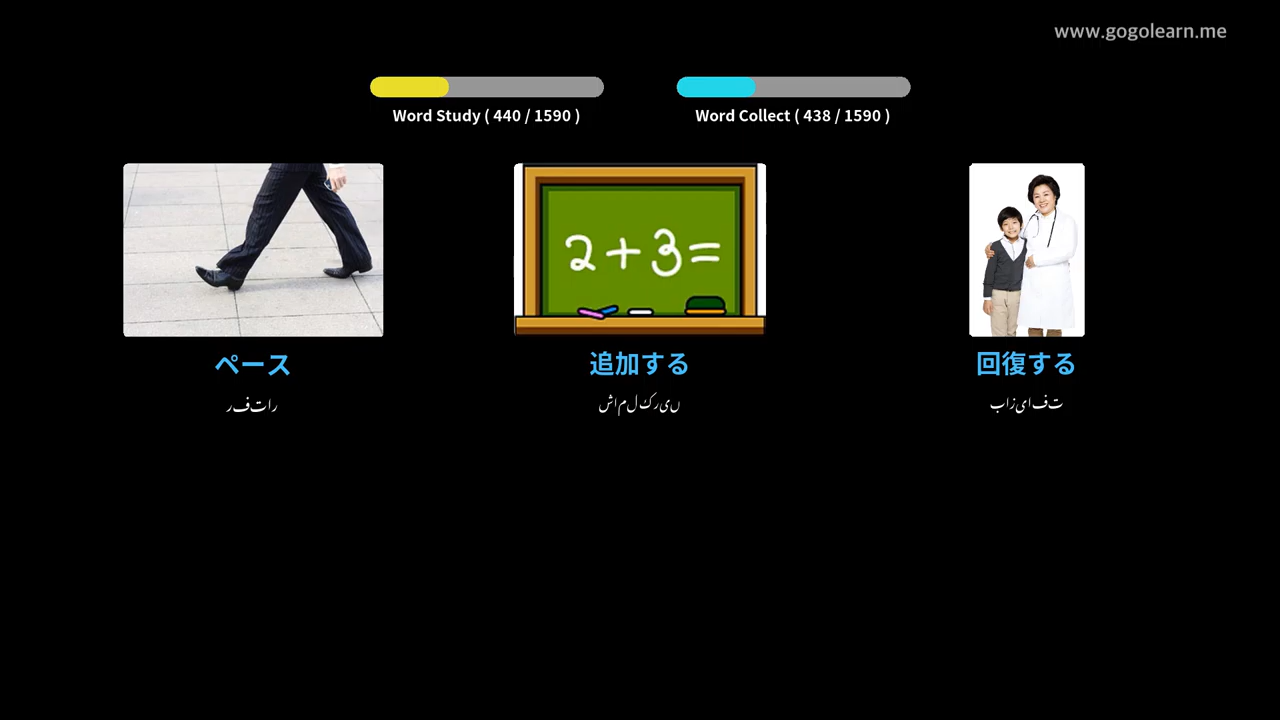 www.gogolearn.me
Word Study ( 440 / 1590 )
Word Collect ( 438 / 1590 )
2+3=
ペース
追加する
回復する
رفتار
شامل کریں
بازیافت